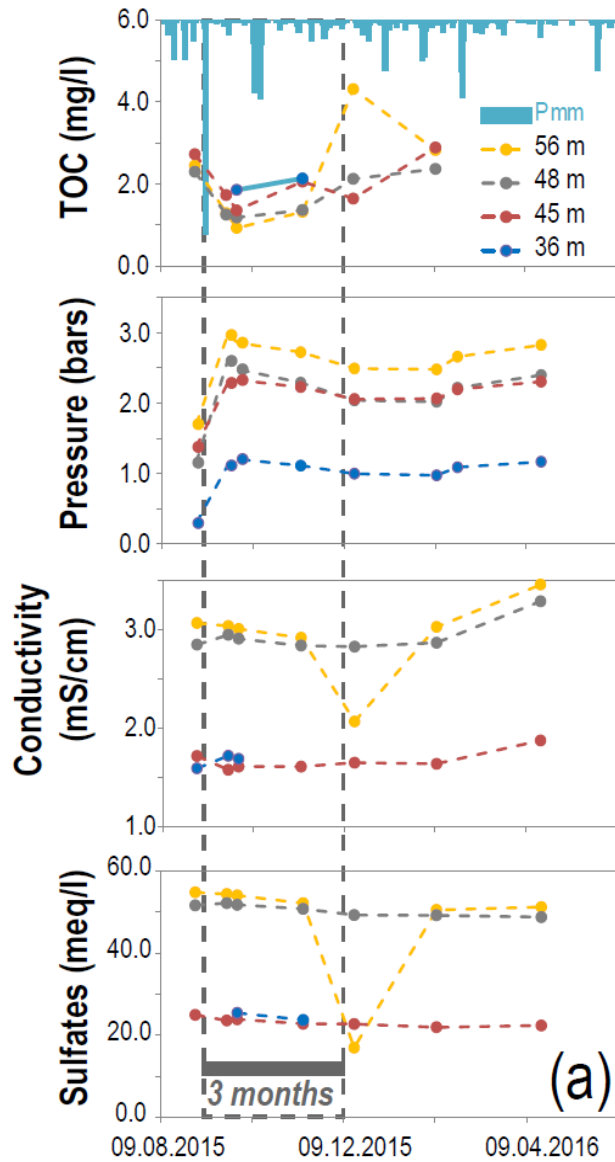 6.0
4.0
2.0
0.0
TOC (mg/l)
P mm
56 m
48 m
45 m
36 m
3.0
2.0
1.0
0.0
Pressure (bars)
3.0
2.0
1.0
Conductivity
(mS/cm)
60.0
40.0
20.0
0.0
Sulfates (meq/l)
(a)
3 months
09.08.2015 09.12.2015 09.04.2016